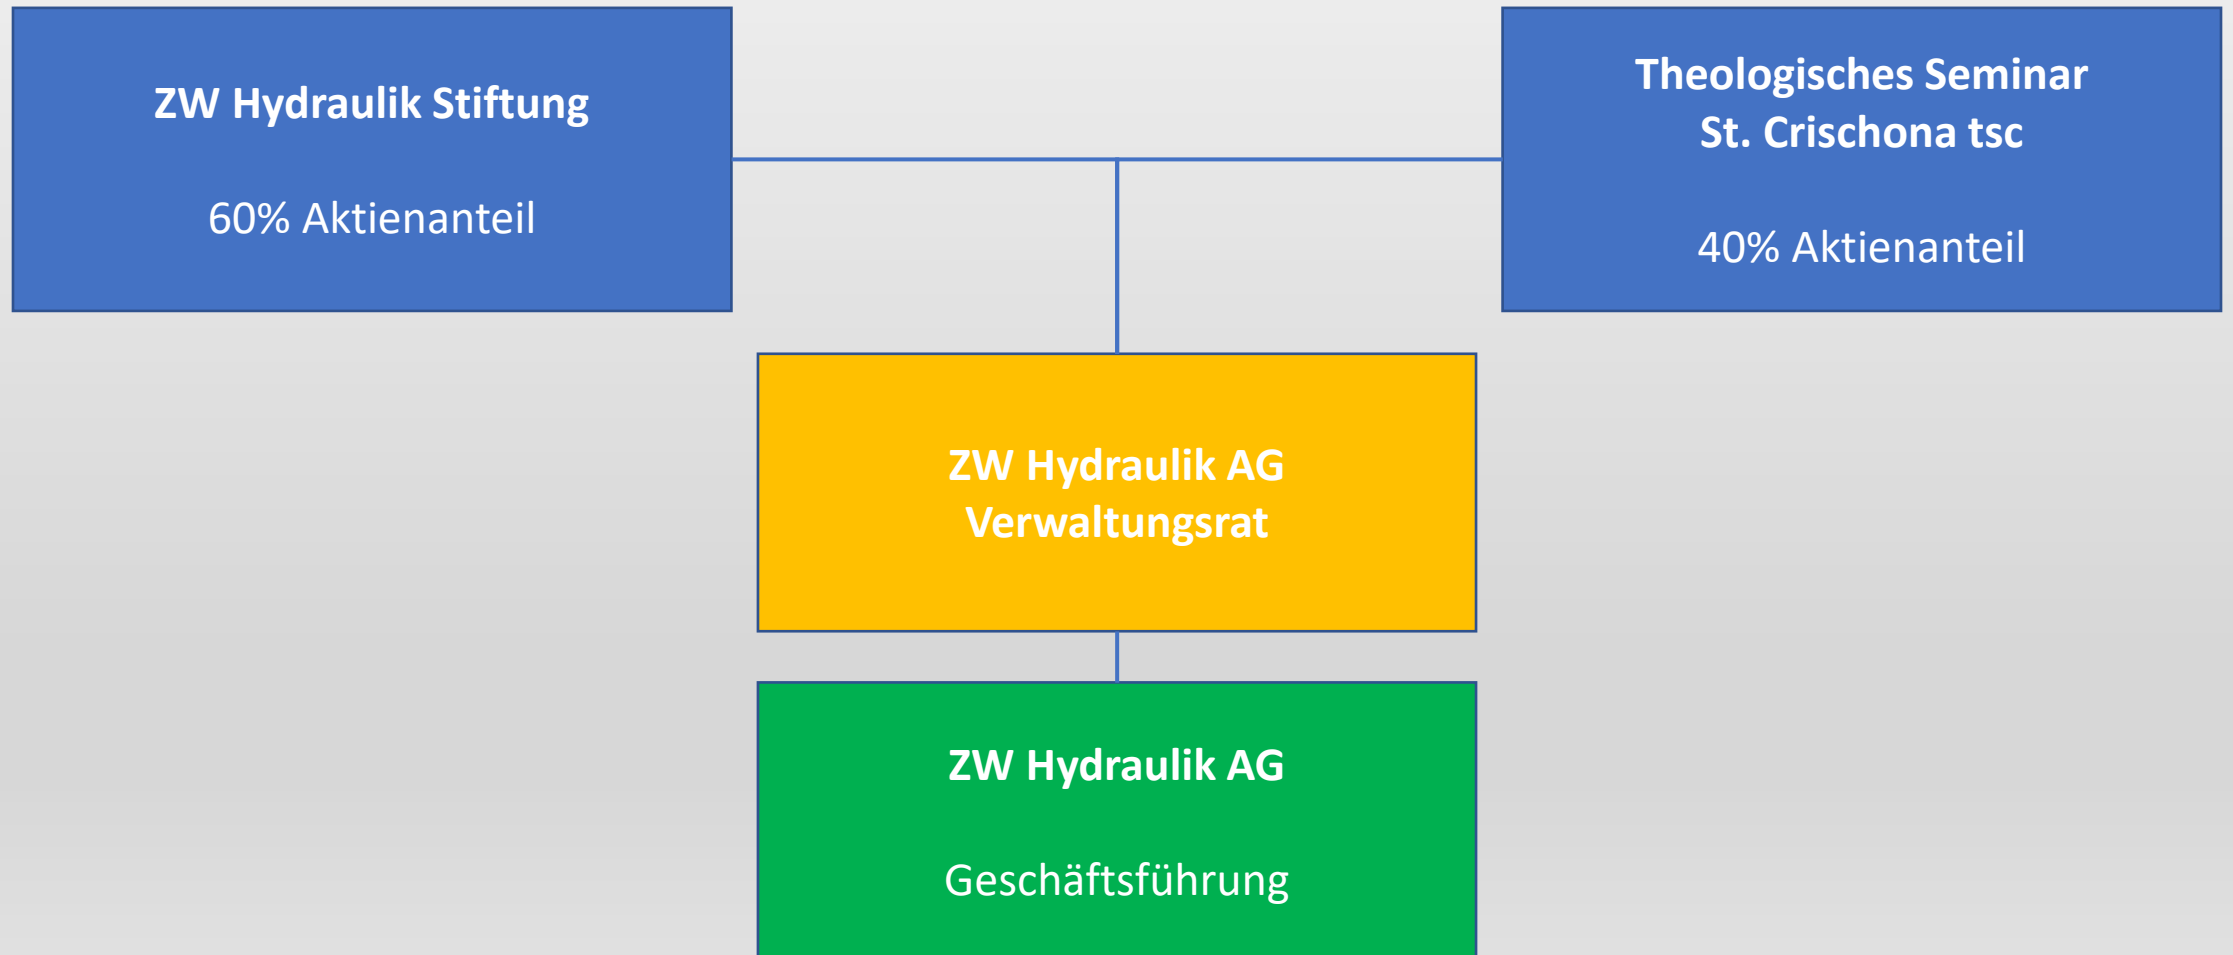 ZW Hydraulik Stiftung
60% Aktienanteil
Theologisches Seminar
St. Crischona tsc
40% Aktienanteil
ZW Hydraulik AG
Verwaltungsrat
ZW Hydraulik AG
Geschäftsführung